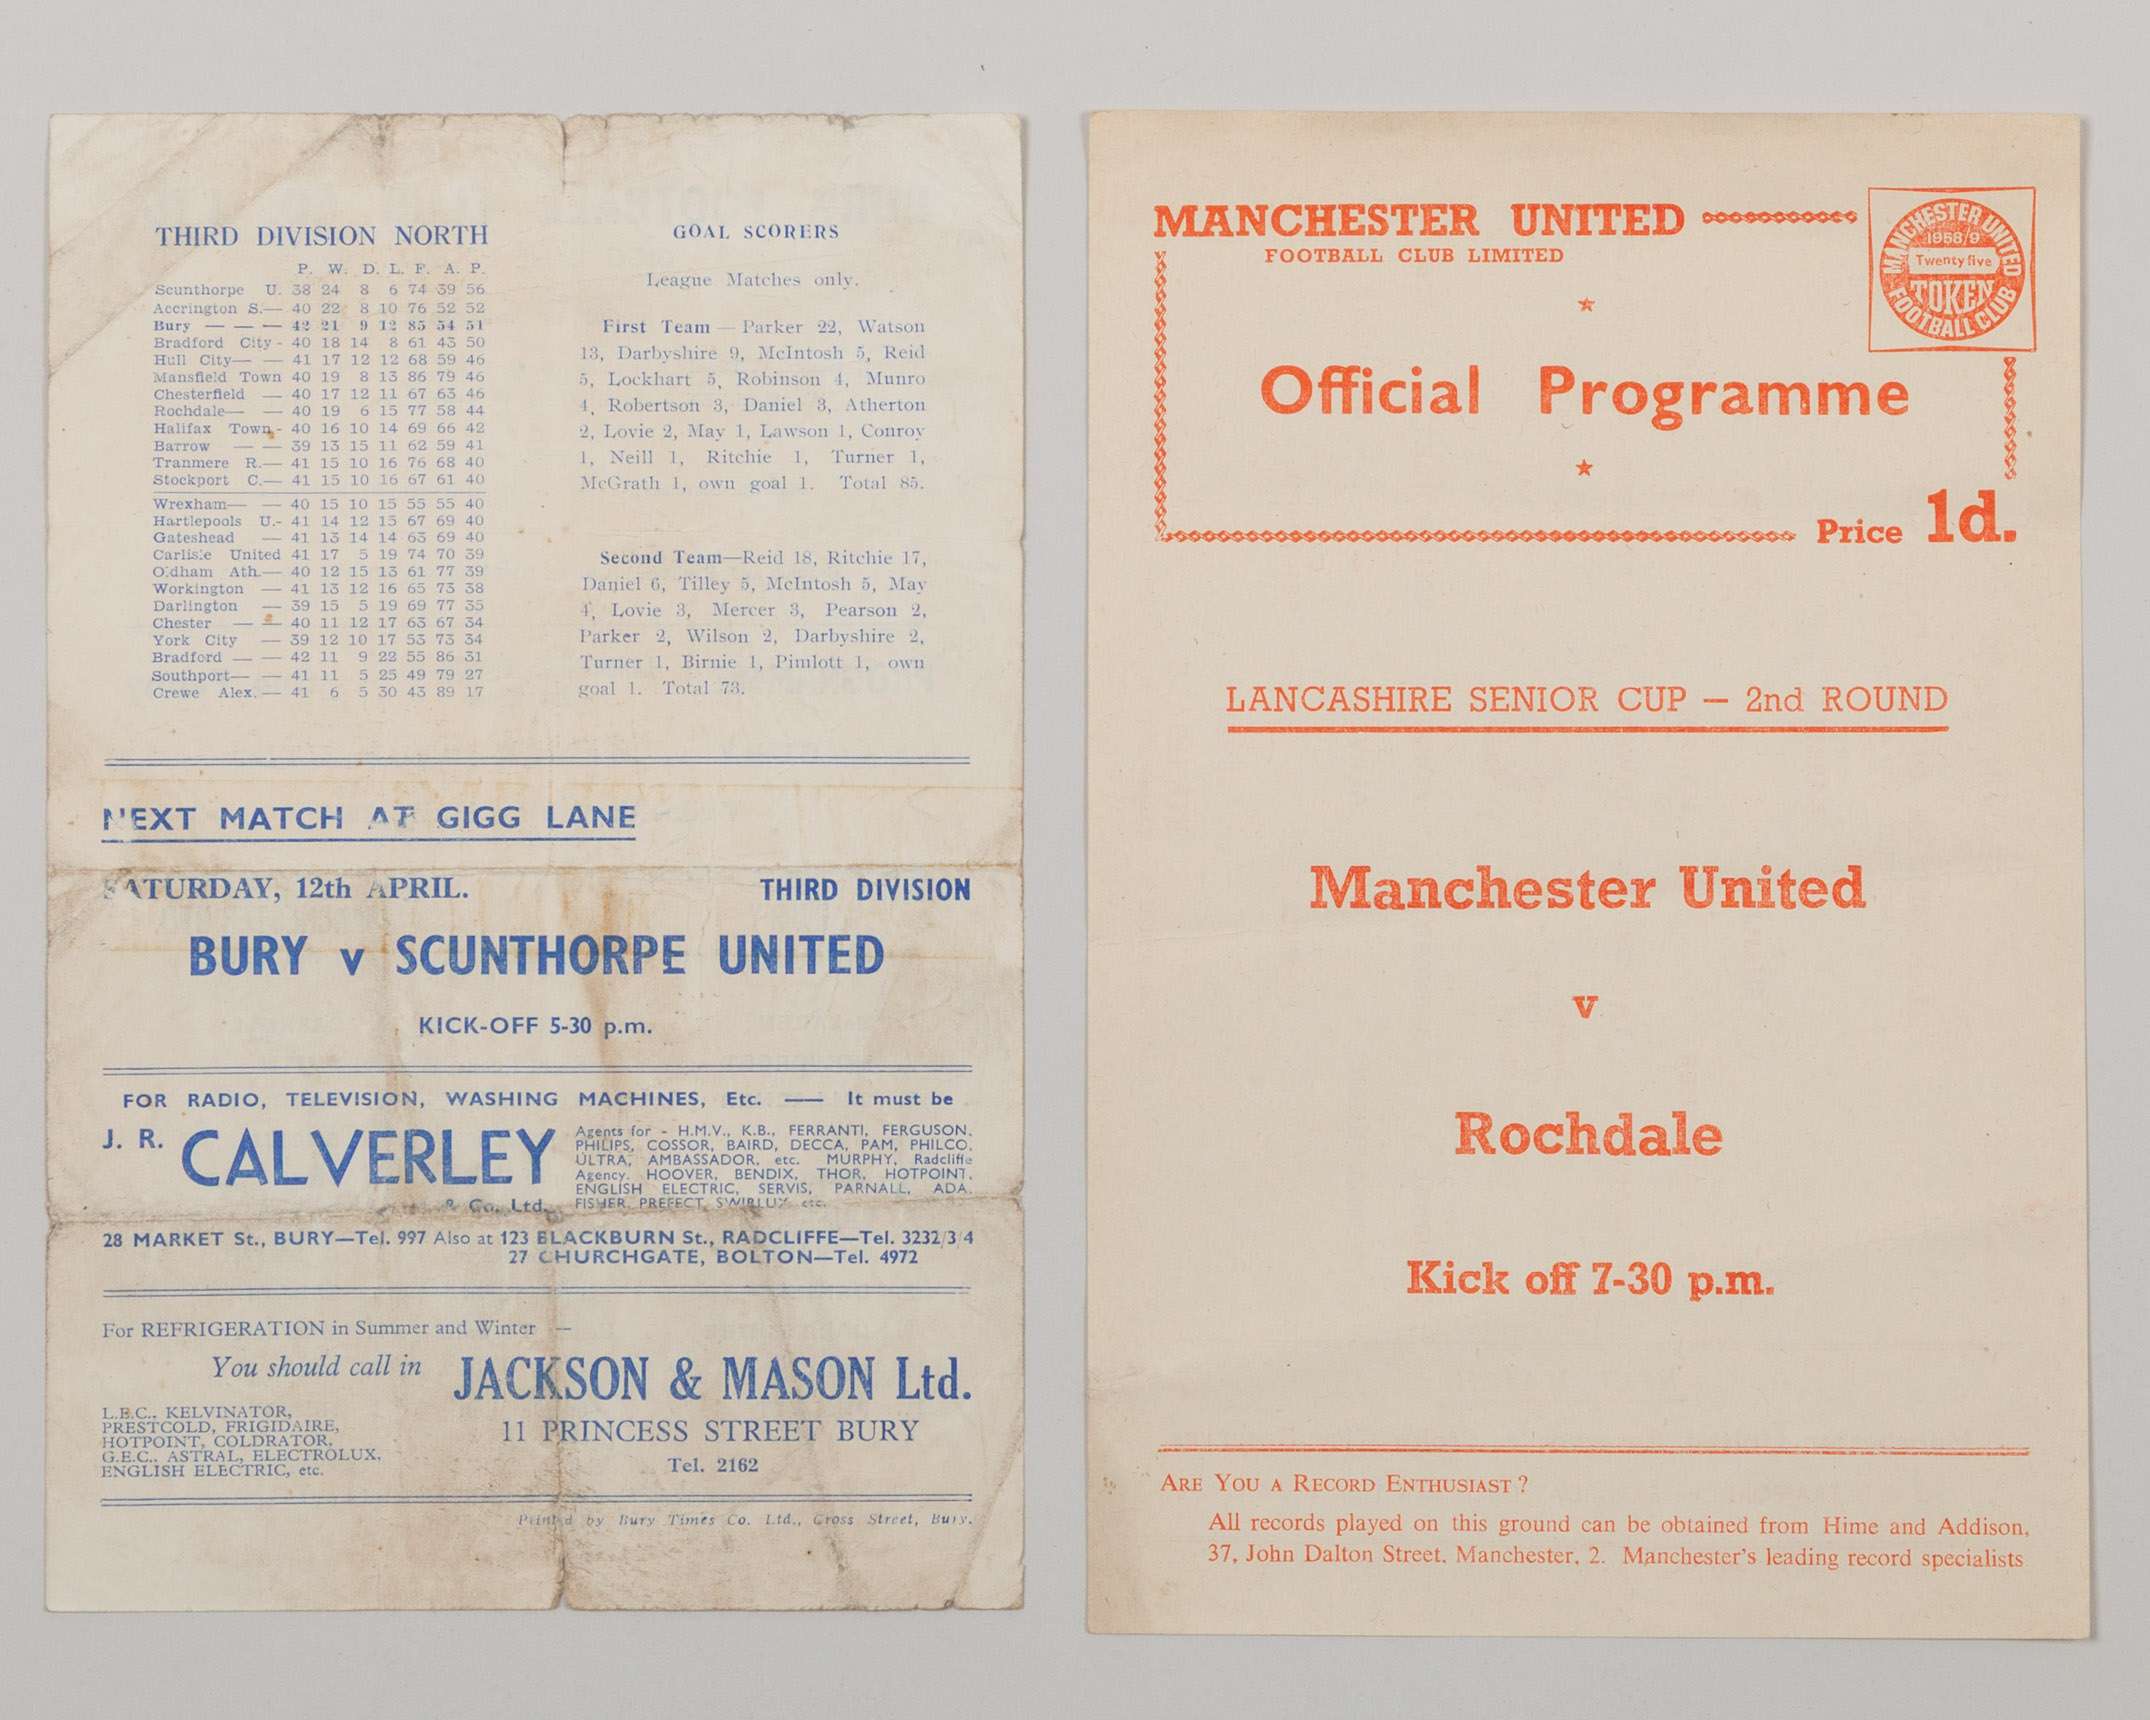 THIRD DIVISION NORTH
P. W. D. L. F. A. P.
Scunthorpe U. 38 24 8 6 74 39 56
Accrington S.— 40 22 8 10 76 52 52
Bury — — — 42 21 9 12 85 54 51
Bradford City - 40 18 14 8 61 43 50
Hull City— — 41 17 12 12 68 59 46
Mansfield Town 40 19 8 13 86 79 46
Chesterfield — 40 17 12 11 67 63 46
Rochdale— — 40 19 6 15 77 58 44
Halifax Town - 40 16 10 14 69 66 42
Barrow — — 39 13 15 11 62 59 41
Tranmere R.— 41 15 10 16 76 68 40
Stockport C.— 41 15 10 16 67 61 40
Wrexham— — 40 15 10 15 55 55 40
Hartlepools U.- 41 14 12 15 67 69 40
Gateshead — 41 13 14 14 63 69 40
Carlisle United 41 17 5 19 74 70 39
Oldham Ath.— 40 12 15 13 61 77 39
Workington — 41 13 12 16 65 73 38
Darlington — 39 15 5 19 69 77 35
Chester — — 40 11 12 17 63 67 34
York City — 39 12 10 17 53 73 34
Bradford — — 42 11 9 22 55 86 31
Southport— — 41 11 5 25 49 79 27
Crewe Alex.— 41 6 5 30 43 89 17
GOAL SCORERS
League Matches only.
First Team — Parker 22, Watson
13, Darbyshire 9, McIntosh 5, Reid
5, Lockhart 5, Robinson 4, Munro
4, Robertson 3, Daniel 3, Atherton
2, Lovie 2, May 1, Lawson 1, Conroy
1, Neill 1, Ritchie 1, Turner 1,
McGrath 1, own goal 1. Total 85.
Second Team—Reid 18, Ritchie 17,
Daniel 6, Tilley 5, McIntosh 5, May
4, Lovie 3, Mercer 3, Pearson 2,
Parker 2, Wilson 2, Darbyshire 2,
Turner 1, Birnie 1, Pimlott 1, own
goal 1. Total 73.
NEXT MATCH AT GIGG LANE
SATURDAY, 12th APRIL. THIRD DIVISION
BURY v SCUNTHORPE UNITED
KICK-OFF 5-30 p.m.
FOR RADIO, TELEVISION, WASHING MACHINES, Etc. — It must be
J. R. CALVERLEY
& Co. Ltd.
Agents for - H.M.V., K.B., FERRANTI, FERGUSON,
PHILIPS, COSSOR, BAIRD, DECCA, PAM, PHILCO,
ULTRA, AMBASSADOR, etc. MURPHY, Radcliffe
Agency. HOOVER, BENDIX, THOR, HOTPOINT,
ENGLISH ELECTRIC, SERVIS, PARNALL, ADA,
FISHER, PREFECT, SWIRLUX etc.
28 MARKET St., BURY—Tel. 997 Also at 123 BLACKBURN St., RADCLIFFE—Tel. 3232/3/4
27 CHURCHGATE, BOLTON—Tel. 4972
For REFRIGERATION in Summer and Winter —
You should call in JACKSON & MASON Ltd.
L.E.C., KELVINATOR,
PRESTCOLD, FRIGIDAIRE,
HOTPOINT, COLDRATOR,
G.E.C., ASTRAL, ELECTROLUX,
ENGLISH ELECTRIC, etc.
11 PRINCESS STREET BURY
Tel. 2162
Printed by Bury Times Co. Ltd., Cross Street, Bury.
MANCHESTER UNITED
FOOTBALL CLUB LIMITED
MANCHESTER UNITED
1958/9
Twenty five
TOKEN
FOOTBALL CLUB
Official Programme
Price 1d.
LANCASHIRE SENIOR CUP — 2nd ROUND
Manchester United
v
Rochdale
Kick off 7-30 p.m.
ARE YOU A RECORD ENTHUSIAST?
All records played on this ground can be obtained from Hime and Addison,
37, John Dalton Street, Manchester, 2. Manchester's leading record specialists